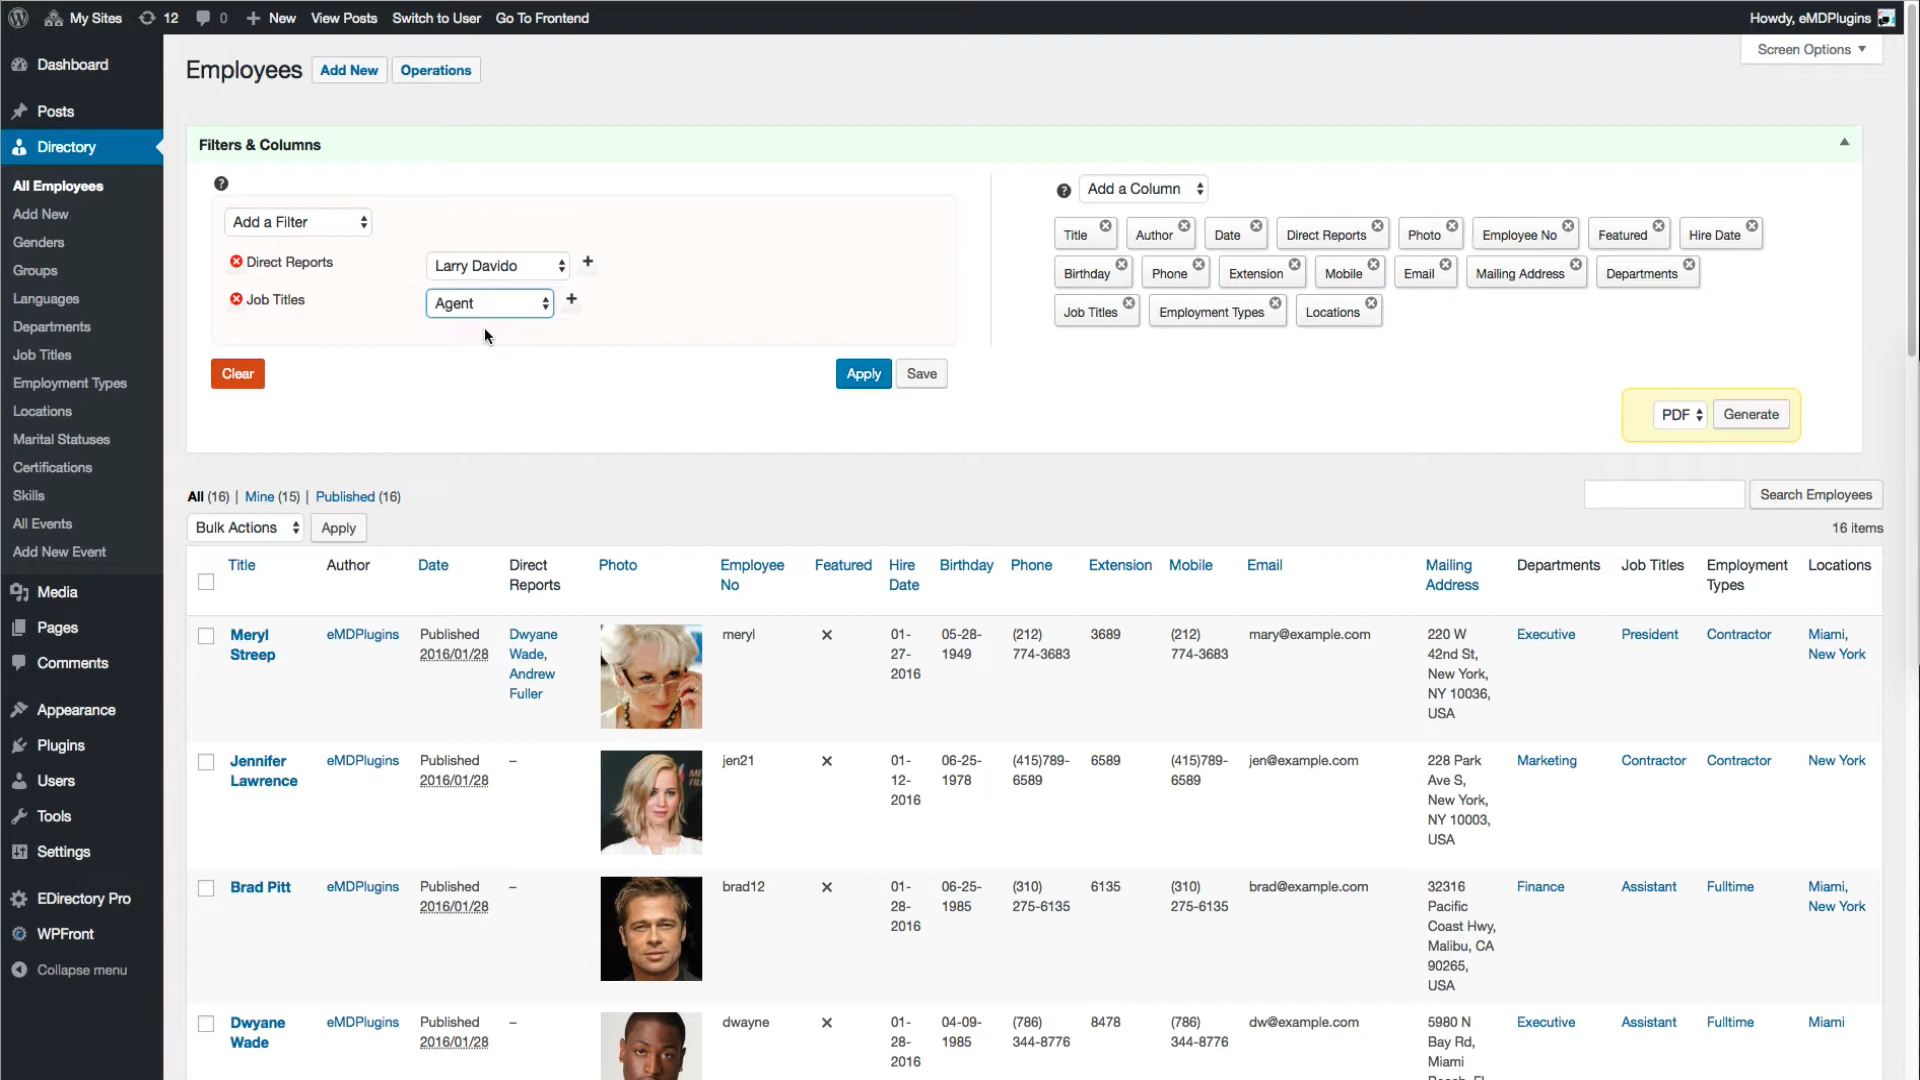 My Sites 12 0 New View Posts Switch to User Go To Frontend Howdy, eMDPlugins
Screen Options
Dashboard
Posts
Directory
All Employees
Add New
Genders
Groups
Languages
Departments
Job Titles
Employment Types
Locations
Marital Statuses
Certifications
Skills
All Events
Add New Event
Media
Pages
Comments
Appearance
Plugins
Users
Tools
Settings
EDirectory Pro
WPFront
Collapse menu
Employees Add New Operations
Filters & Columns
Add a Filter
Direct Reports Larry Davido +
Job Titles Agent +
Clear Apply Save
Add a Column
Title Author Date Direct Reports Photo Employee No Featured Hire Date
Birthday Phone Extension Mobile Email Mailing Address Departments
Job Titles Employment Types Locations
PDF Generate
All (16) | Mine (15) | Published (16)
Search Employees
Bulk Actions Apply
16 items
Title Author Date Direct Reports Photo Employee No Featured Hire Date Birthday Phone Extension Mobile Email Mailing Address Departments Job Titles Employment Types Locations
Meryl Streep eMDPlugins Published 2016/01/28 Dwyane Wade, Andrew Fuller meryl 01-27-2016 05-28-1949 (212) 774-3683 3689 (212) 774-3683 mary@example.com 220 W 42nd St, New York, NY 10036, USA Executive President Contractor Miami, New York
Jennifer Lawrence eMDPlugins Published 2016/01/28 – jen21 01-12-2016 06-25-1978 (415)789-6589 6589 (415)789-6589 jen@example.com 228 Park Ave S, New York, NY 10003, USA Marketing Contractor Contractor New York
Brad Pitt eMDPlugins Published 2016/01/28 – brad12 01-28-2016 06-25-1985 (310) 275-6135 6135 (310) 275-6135 brad@example.com 32316 Pacific Coast Hwy, Malibu, CA 90265, USA Finance Assistant Fulltime Miami, New York
Dwyane Wade eMDPlugins Published 2016/01/28 – dwayne 01-28-2016 04-09-1985 (786) 344-8776 8478 (786) 344-8776 dw@example.com 5980 N Bay Rd, Miami Executive Assistant Fulltime Miami